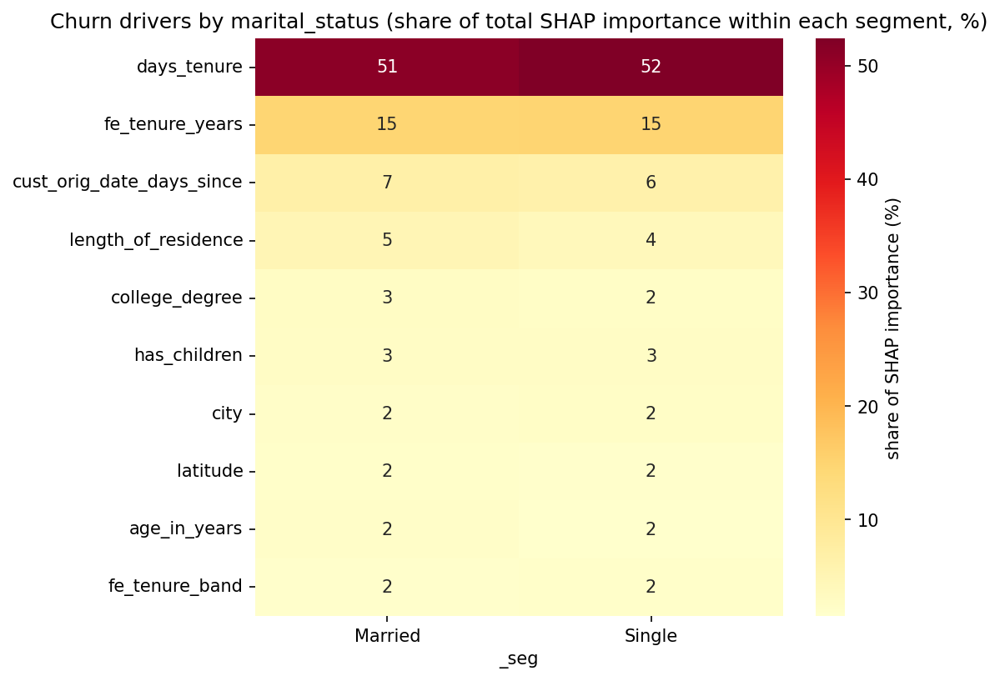 Churn drivers by marital_status (share of total SHAP importance within each segment, %)
days_tenure 51 52
fe_tenure_years 15 15
cust_orig_date_days_since 7 6
length_of_residence 5 4
college_degree 3 2
has_children 3 3
city 2 2
latitude 2 2
age_in_years 2 2
fe_tenure_band 2 2
Married Single
_seg
50
40
30
20
10
share of SHAP importance (%)